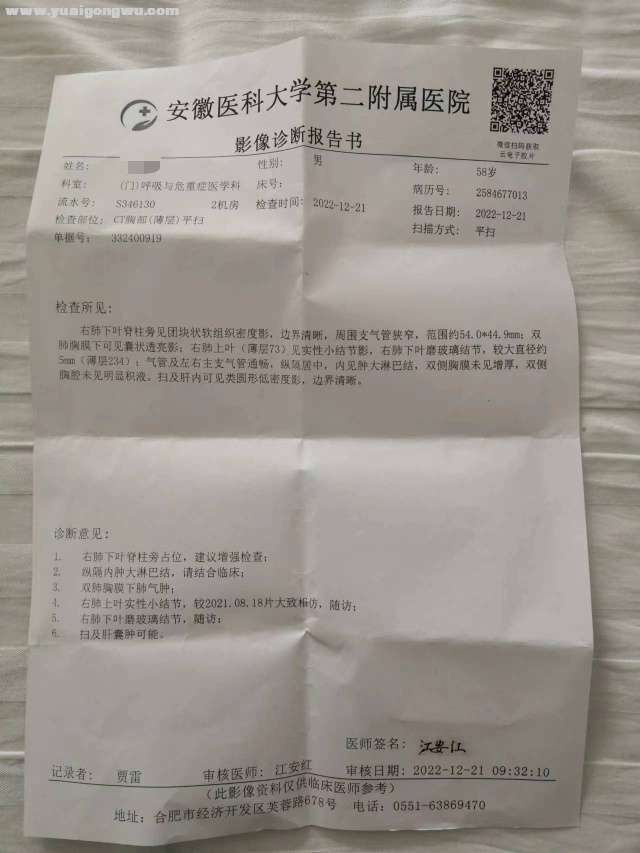 www.yuaigongwu.com
安徽医科大学第二附属医院
影像诊断报告书
微信扫码获取
云电子胶片
姓名: 性别: 男 年龄: 58岁
科室: (门)呼吸与危重症医学科 床号: 病历号: 2584677013
流水号: S346130 2机房 检查时间: 2022-12-21 报告日期: 2022-12-21
检查部位: CT胸部(薄层)平扫 扫描方式: 平扫
单据号: 332400919
检查所见:
右肺下叶脊柱旁见团块状软组织密度影，边界清晰，周围支气管狭窄，范围约54.0*44.9mm；双
肺胸膜下可见囊状透亮影；右肺上叶（薄层73）见实性小结节影，右肺下叶磨玻璃结节，较大直径约
5mm（薄层234）；气管及左右主支气管通畅，纵隔居中，内见肿大淋巴结，双侧胸膜未见增厚，双侧
胸腔未见明显积液。扫及肝内可见类圆形低密度影，边界清晰。
诊断意见:
1. 右肺下叶脊柱旁占位，建议增强检查；
2. 纵隔内肿大淋巴结，请结合临床；
3. 双肺胸膜下肺气肿；
4. 右肺上叶实性小结节，较2021.08.18片大致相仿，随访；
5. 右肺下叶磨玻璃结节，随访；
6. 扫及肝囊肿可能。
医师签名: 江安红
记录者: 贾雷 审核医师: 江安红 审核日期: 2022-12-21 09:32:10
（此影像资料仅供临床医师参考）
地址: 合肥市经济开发区芙蓉路678号 电话: 0551-63869470